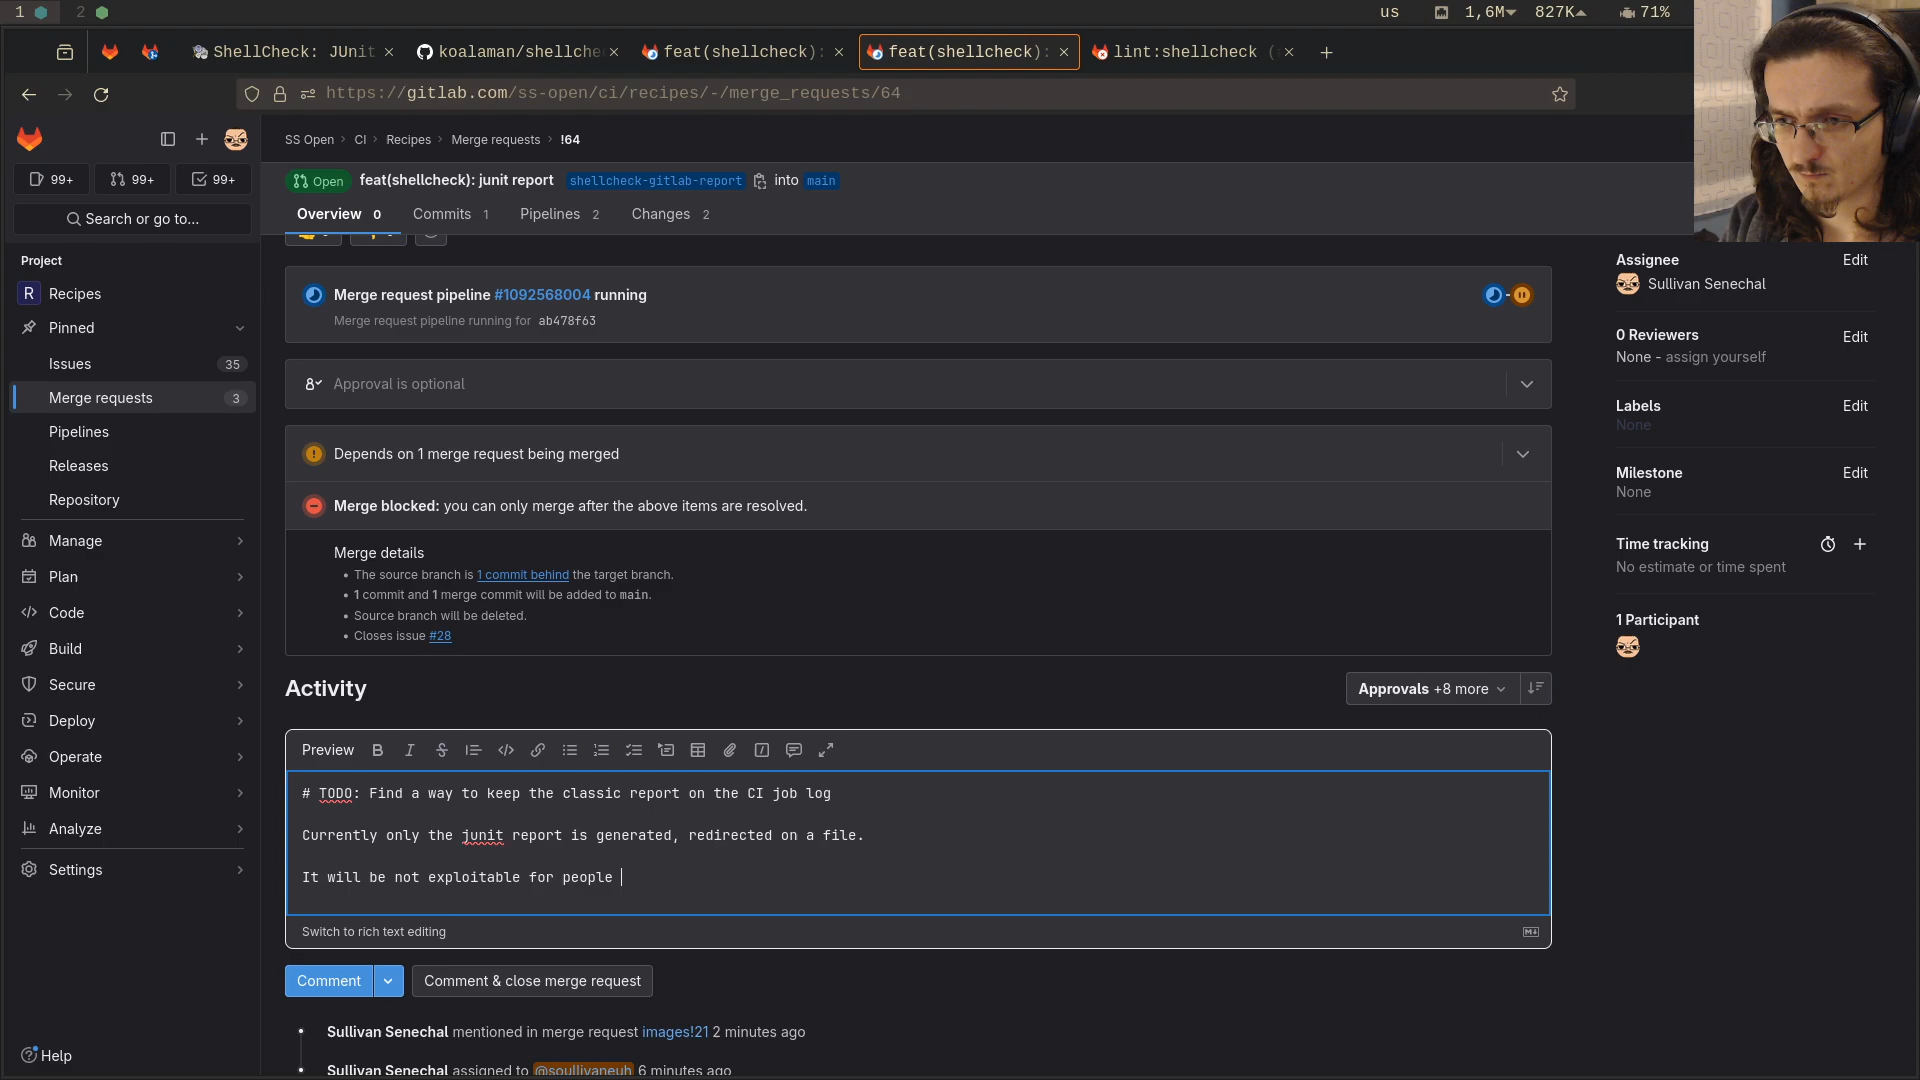 1 2 us 1,6M 827K 71%
ShellCheck: JUnit koalaman/shellche feat(shellcheck): feat(shellcheck): lint:shellcheck (
https://gitlab.com/ss-open/ci/recipes/-/merge_requests/64
SS Open CI Recipes Merge requests !64
99+ 99+ 99+
Open feat(shellcheck): junit report shellcheck-gitlab-report into main
Search or go to...
Overview 0 Commits 1 Pipelines 2 Changes 2
Project
R Recipes
Pinned
Issues 35
Merge requests 3
Pipelines
Releases
Repository
Manage
Plan
Code
Build
Secure
Deploy
Operate
Monitor
Analyze
Settings
Help
Merge request pipeline #1092568004 running
Merge request pipeline running for ab478f63
Approval is optional
Depends on 1 merge request being merged
Merge blocked: you can only merge after the above items are resolved.
Merge details
The source branch is 1 commit behind the target branch.
1 commit and 1 merge commit will be added to main.
Source branch will be deleted.
Closes issue #28
Activity
Approvals +8 more
Preview
# TODO: Find a way to keep the classic report on the CI job log
Currently only the junit report is generated, redirected on a file.
It will be not exploitable for people
Switch to rich text editing
Comment Comment & close merge request
Sullivan Senechal mentioned in merge request images!21 2 minutes ago
Sullivan Senechal assigned to @soullivaneuh 6 minutes ago
Assignee Edit
Sullivan Senechal
0 Reviewers Edit
None - assign yourself
Labels Edit
None
Milestone Edit
None
Time tracking
No estimate or time spent
1 Participant